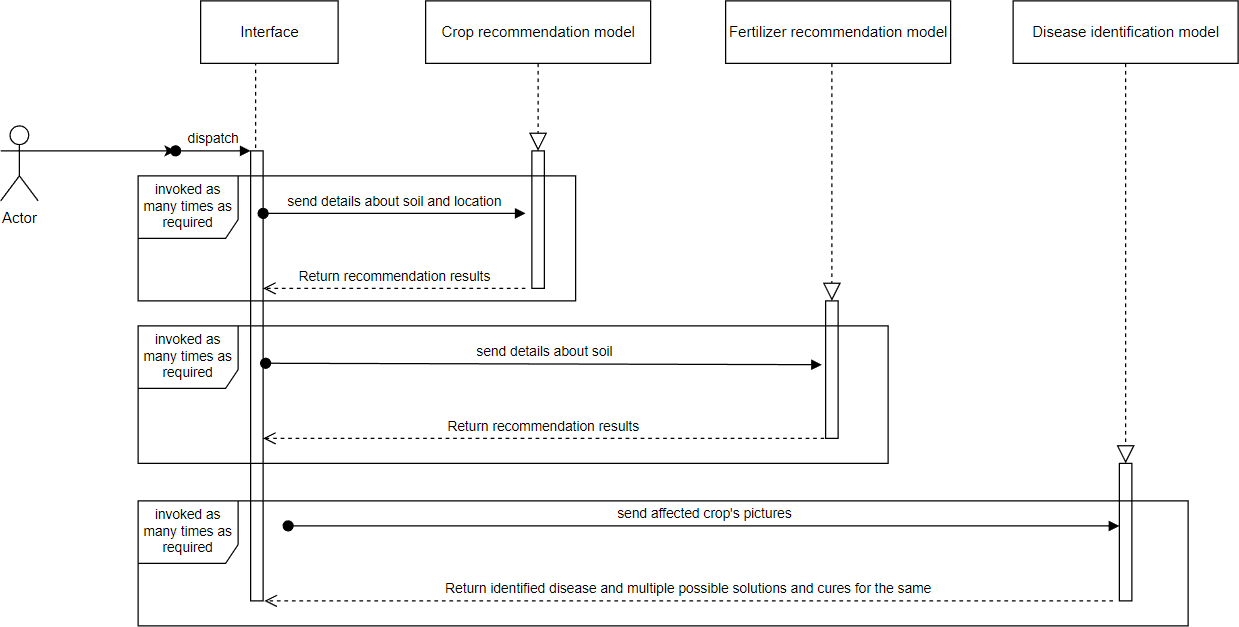 Interface
Crop recommendation model
Fertilizer recommendation model
Disease identification model
dispatch
Actor
invoked as
many times as
required
send details about soil and location
Return recommendation results
invoked as
many times as
required
send details about soil
Return recommendation results
invoked as
many times as
required
send affected crop's pictures
Return identified disease and multiple possible solutions and cures for the same